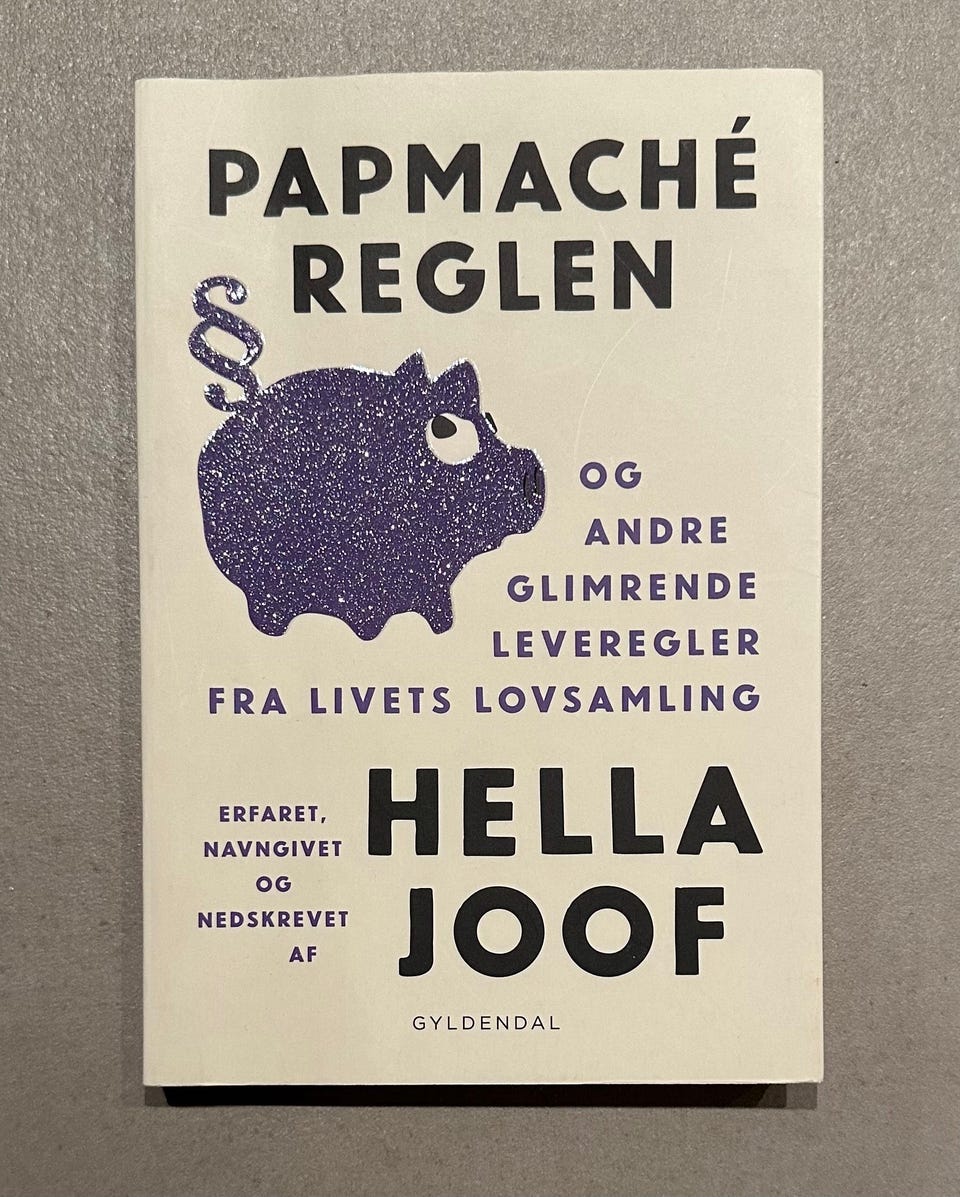 PAPMACHÉ
REGLEN
§
OG
ANDRE
GLIMRENDE
LEVEREGLER
FRA LIVETS LOVSAMLING
ERFARET,
NAVNGIVET
OG
NEDSKREVET
AF
HELLA
JOOF
GYLDENDAL